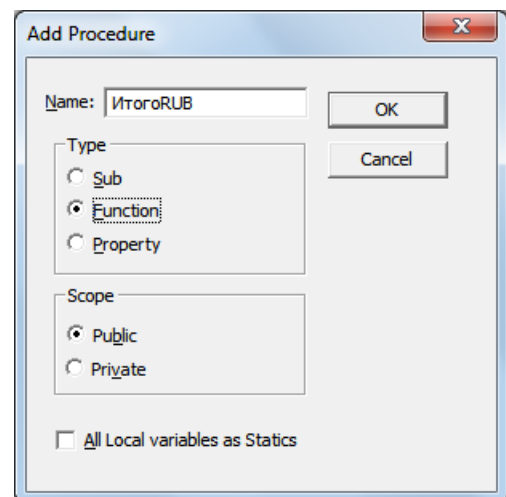 Add Procedure
Name: ИтогоRUB
OK
Type
Cancel
Sub
Function
Property
Scope
Public
Private
All Local variables as Statics